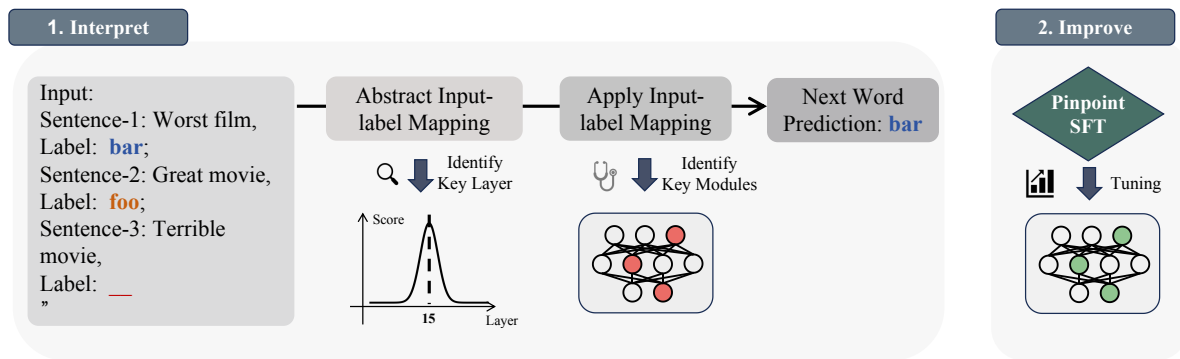 1. Interpret
Input:
Sentence-1: Worst film,
Label: bar;
Sentence-2: Great movie,
Label: foo;
Sentence-3: Terrible
movie,
Label: __
”
Abstract Input-
label Mapping
Identify
Key Layer
Score
15
Layer
Apply Input-
label Mapping
Identify
Key Modules
Next Word
Prediction: bar
2. Improve
Pinpoint
SFT
Tuning